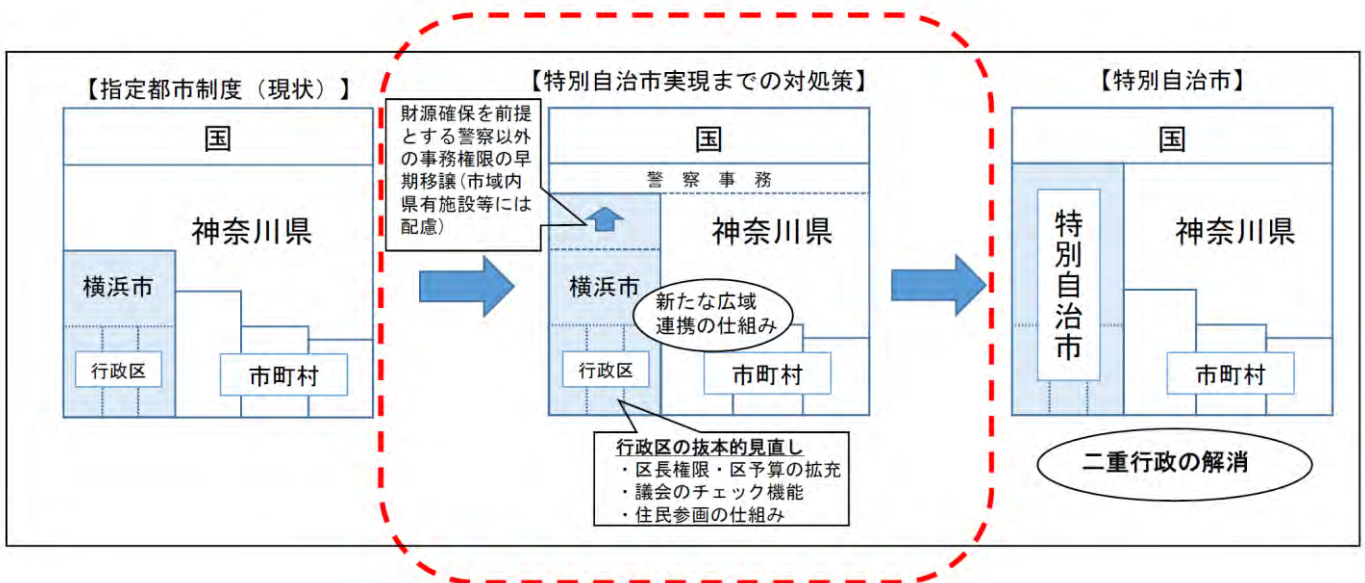 【指定都市制度（現状）】
国
神奈川県
横浜市
行政区
市町村
【特別自治市実現までの対処策】
財源確保を前提
とする警察以外
の事務権限の早
期移譲（市域内
県有施設等には
配慮）
国
警察事務
神奈川県
横浜市
新たな広域
連携の仕組み
行政区
市町村
行政区の抜本的見直し
・区長権限・区予算の拡充
・議会のチェック機能
・住民参画の仕組み
【特別自治市】
国
特別自治市
神奈川県
市町村
二重行政の解消